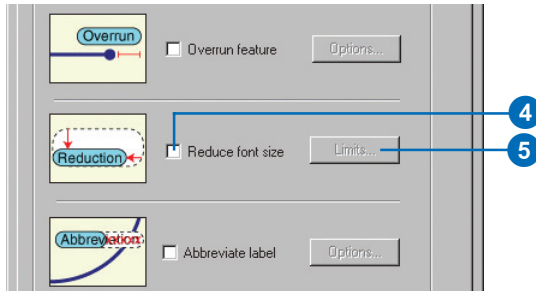 Overrun
Overrun feature
Options...
4
Reduction
Reduce font size
Limits...
5
Abbreviation
Abbreviate label
Options...